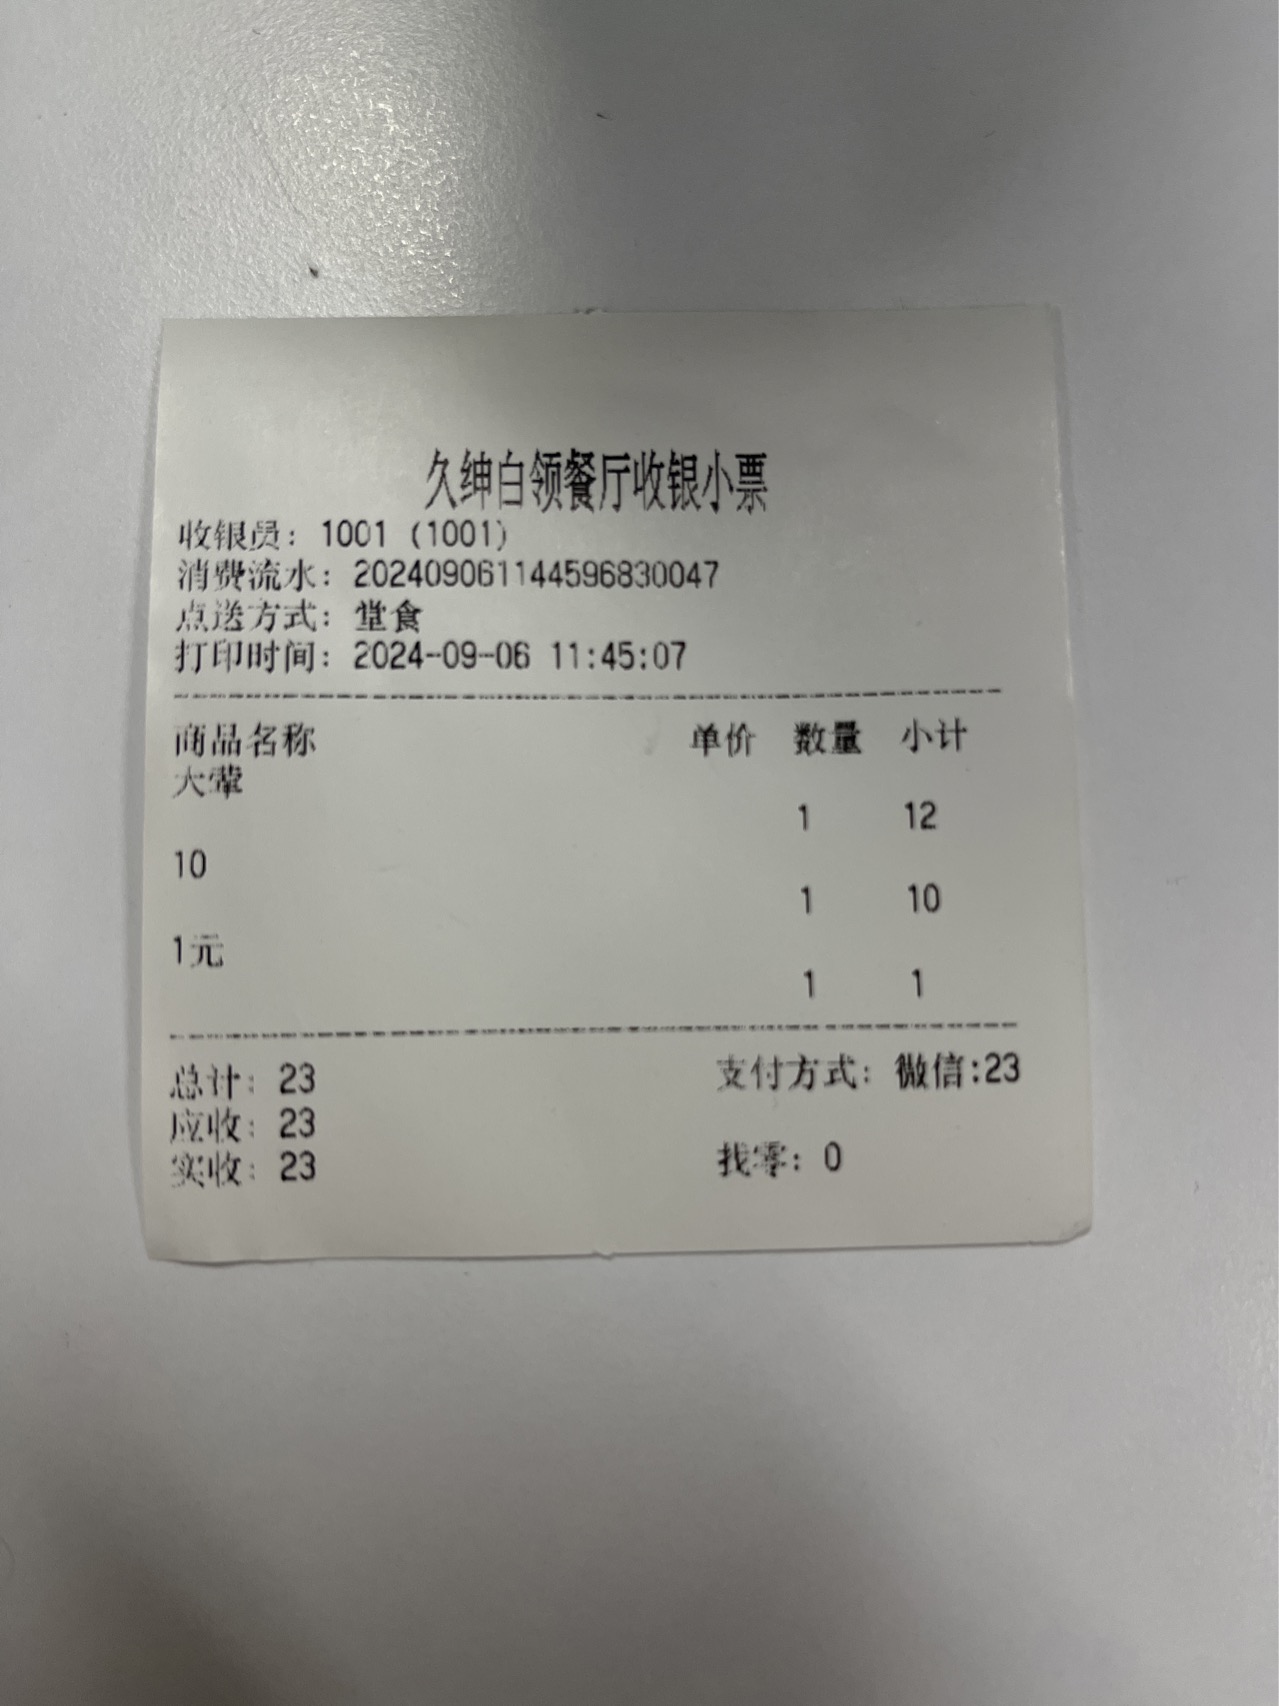 久绅白领餐厅收银小票
收银员：1001 (1001)
消费流水：202409061144596830047
点送方式：堂食
打印时间：2024-09-06 11:45:07
商品名称 单价 数量 小计
大荤
1 12
10
1 10
1元
1 1
总计：23 支付方式：微信:23
应收：23
实收：23 找零：0